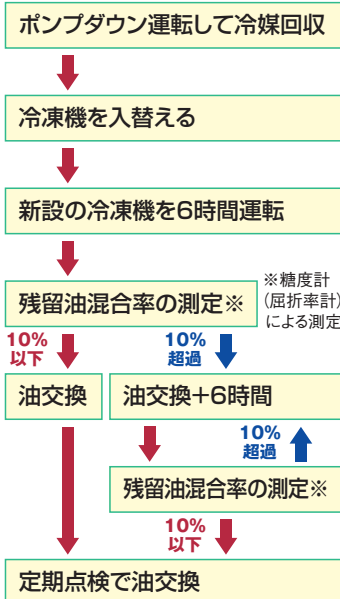 ポンプダウン運転して冷媒回収
冷凍機を入替える
新設の冷凍機を6時間運転
残留油混合率の測定※
※糖度計
(屈折率計)
による測定
10%
以下
10%
超過
油交換
油交換+6時間
10%
超過
残留油混合率の測定※
10%
以下
定期点検で油交換